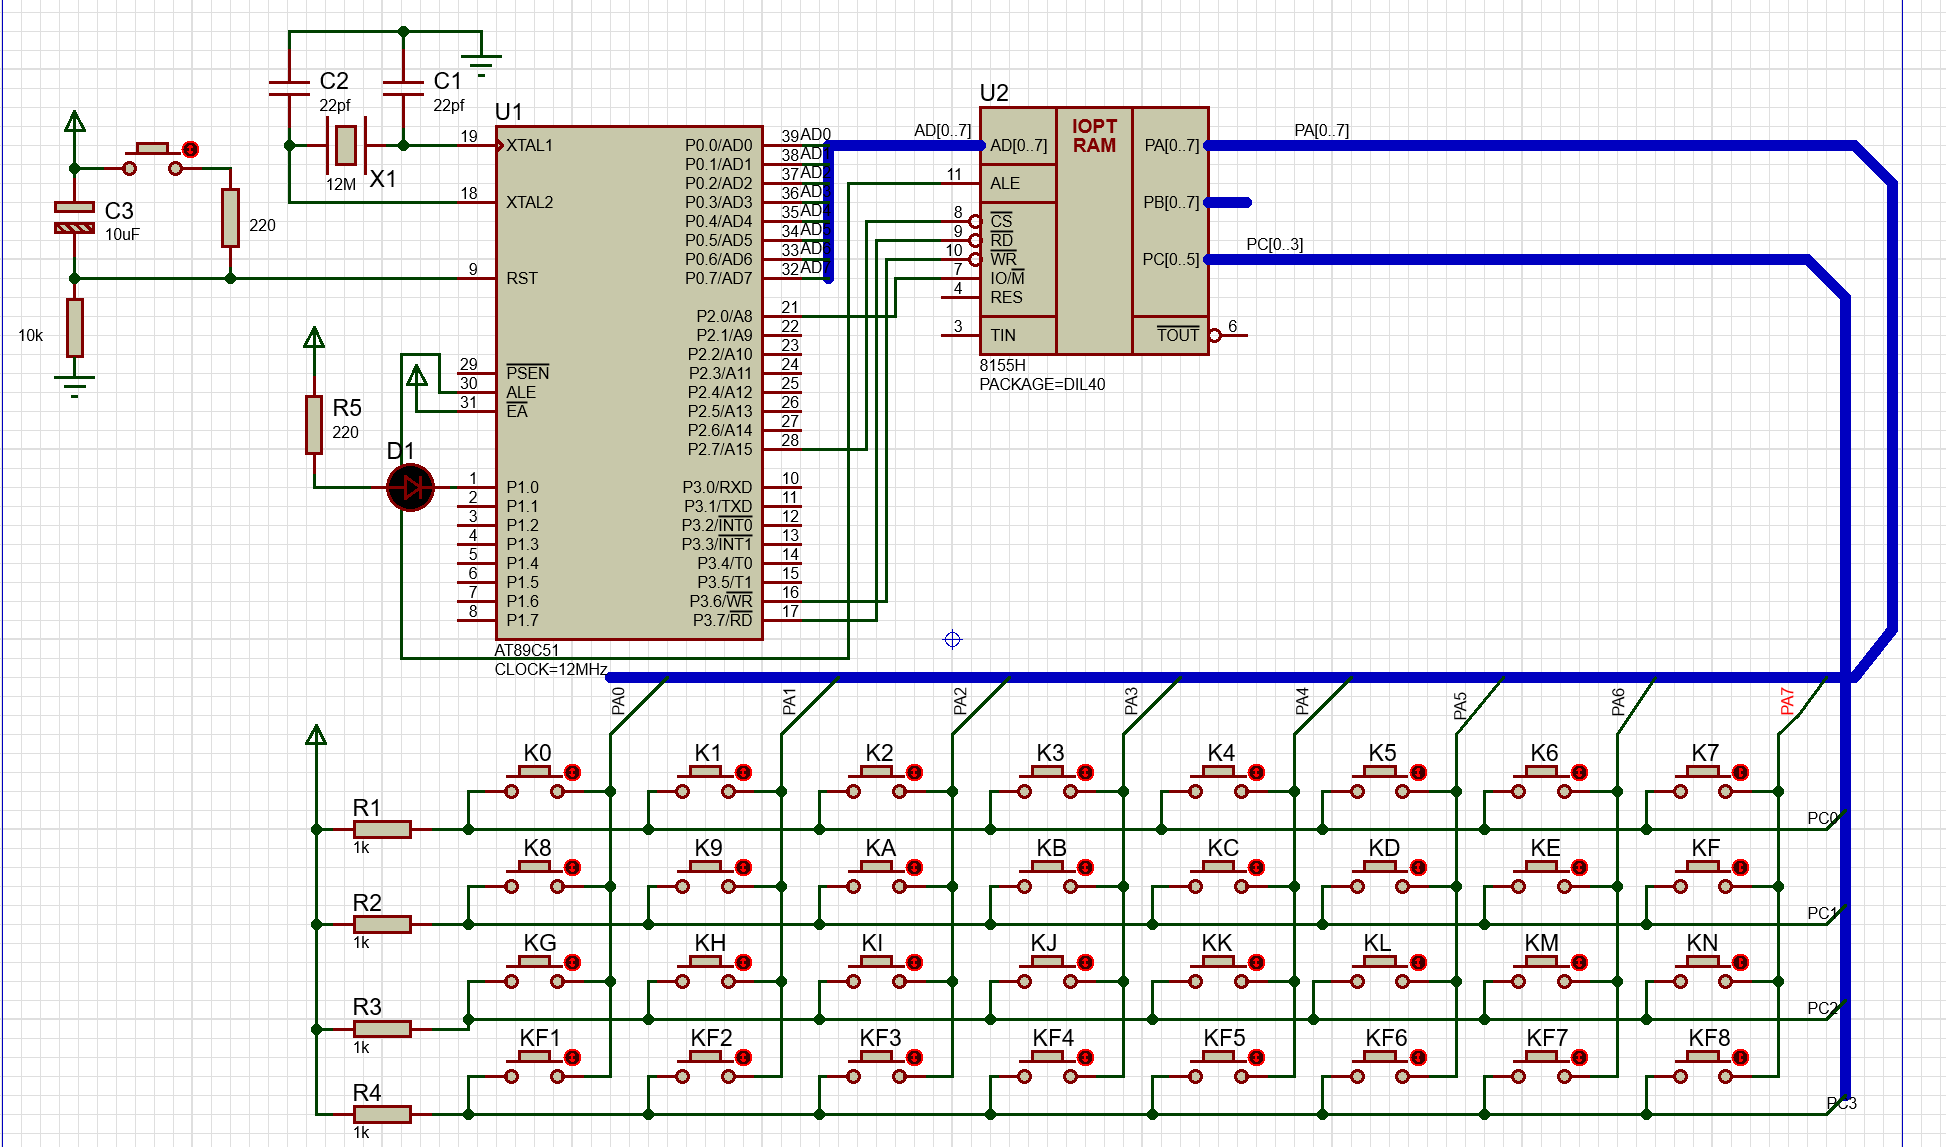 C2
22pf
C1
22pf
12M
X1
C3
10uF
220
10k
R5
220
D1
U1
19
XTAL1
18
XTAL2
9
RST
29
PSEN
30
ALE
31
EA
1
P1.0
2
P1.1
3
P1.2
4
P1.3
5
P1.4
6
P1.5
7
P1.6
8
P1.7
P0.0/AD0
39
AD0
P0.1/AD1
38
AD
P0.2/AD2
37
AD
P0.3/AD3
36
AD
P0.4/AD4
35
AD
P0.5/AD5
34
AD
P0.6/AD6
33
AD
P0.7/AD7
32
AD
P2.0/A8
21
P2.1/A9
22
P2.2/A10
23
P2.3/A11
24
P2.4/A12
25
P2.5/A13
26
P2.6/A14
27
P2.7/A15
28
P3.0/RXD
10
P3.1/TXD
11
P3.2/INT0
12
P3.3/INT1
13
P3.4/T0
14
P3.5/T1
15
P3.6/WR
16
P3.7/RD
17
AT89C51
CLOCK=12MHz
U2
AD[0..7]
AD[0..7]
11
ALE
8
CS
9
RD
10
WR
7
IO/M
4
RES
3
TIN
IOPT
RAM
PA[0..7]
PB[0..7]
PC[0..5]
TOUT
6
8155H
PACKAGE=DIL40
PA[0..7]
PC[0..3]
PA0
PA1
PA2
PA3
PA4
PA5
PA6
PA7
K0
K1
K2
K3
K4
K5
K6
K7
R1
1k
PC0
K8
K9
KA
KB
KC
KD
KE
KF
R2
1k
PC1
KG
KH
KI
KJ
KK
KL
KM
KN
R3
1k
PC2
KF1
KF2
KF3
KF4
KF5
KF6
KF7
KF8
R4
1k
PC3